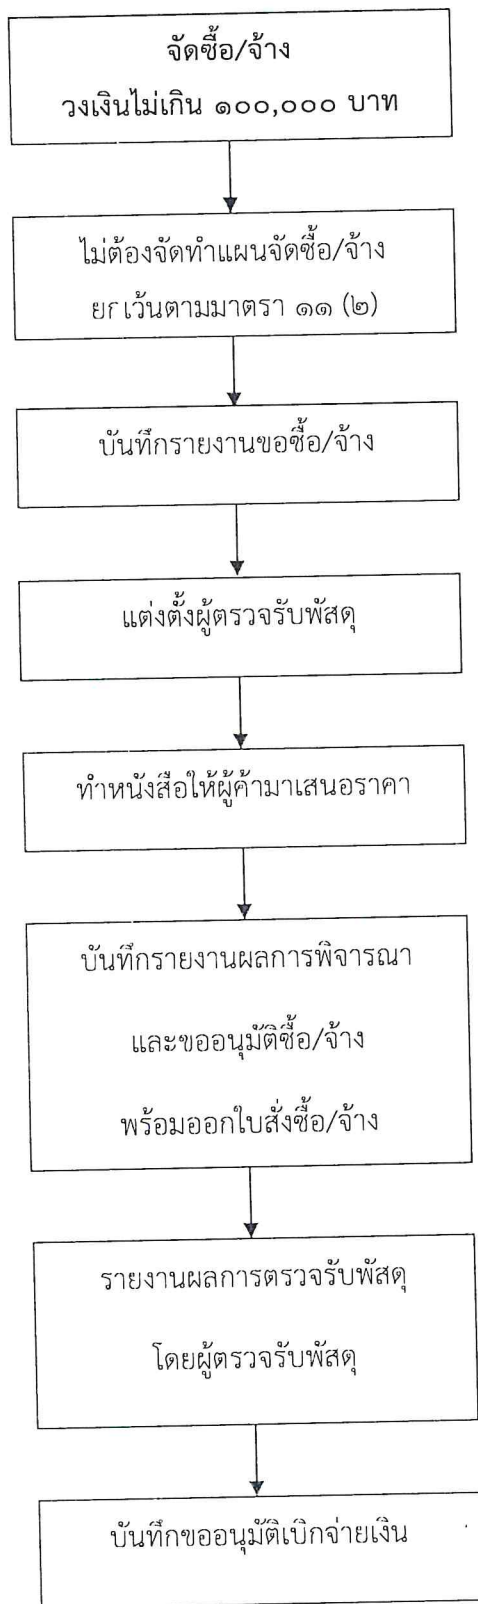 จัดซื้อ/จ้าง
วงเงินไม่เกิน ๑๐๐,๐๐๐ บาท
ไม่ต้องจัดทำแผนจัดซื้อ/จ้าง
ยกเว้นตามมาตรา ๑๑ (๒)
บันทึกรายงานขอซื้อ/จ้าง
แต่งตั้งผู้ตรวจรับพัสดุ
ทำหนังสือให้ผู้ค้ามาเสนอราคา
บันทึกรายงานผลการพิจารณา
และขออนุมัติซื้อ/จ้าง
พร้อมออกใบสั่งซื้อ/จ้าง
รายงานผลการตรวจรับพัสดุ
โดยผู้ตรวจรับพัสดุ
บันทึกขออนุมัติเบิกจ่ายเงิน